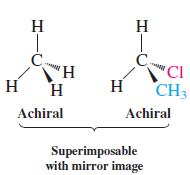 H H
C C
H H H H Cl
CH3
Achiral Achiral
Superimposable
with mirror image